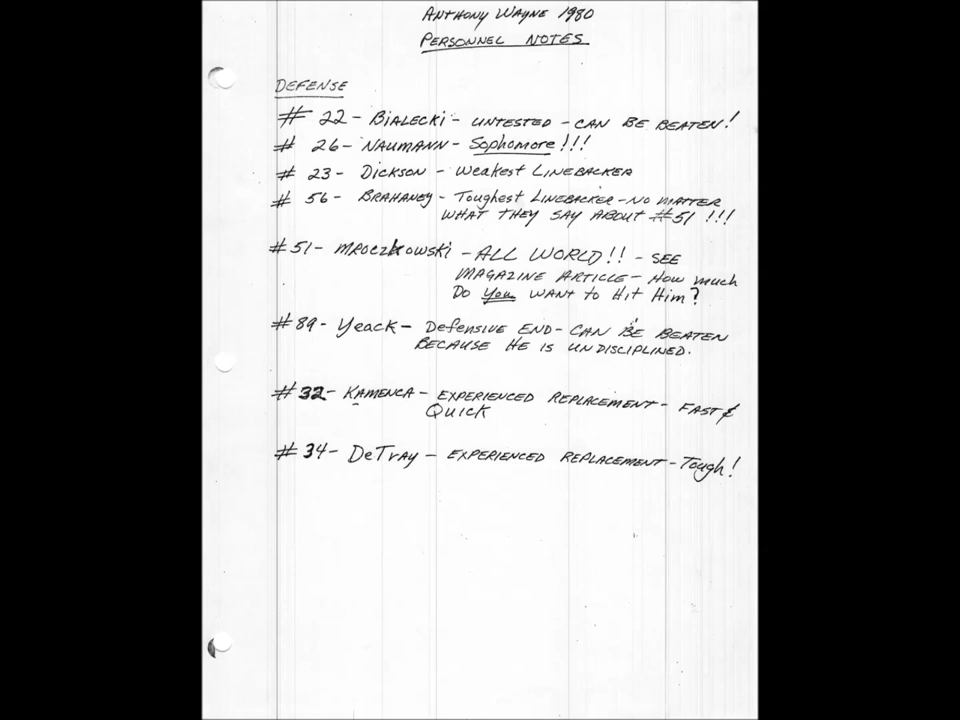 ANTHONY WAYNE 1980
PERSONNEL NOTES
DEFENSE
# 22 - BIALECKI - UNTESTED - CAN BE BEATEN!
# 26 - NAUMANN - Sophomore!!!
# 23 - DICKSON - WEAKEST LINEBACKER
# 56 - BRAHANEY - Toughest LINEBACKER - NO MATTER
WHAT THEY SAY ABOUT #51 !!!
#51 - MROCZKOWSKI - ALL WORLD!! - SEE
MAGAZINE ARTICLE - How much
Do You WANT To HiT Him?
#89 - Yeack - Defensive END - CAN BE BEATEN
BECAUSE HE IS UNDISCIPLINED.
#32 - KAMENCA - EXPERIENCED REPLACEMENT - FAST &
QUICK
#34 - DeTray - EXPERIENCED REPLACEMENT - Tough!